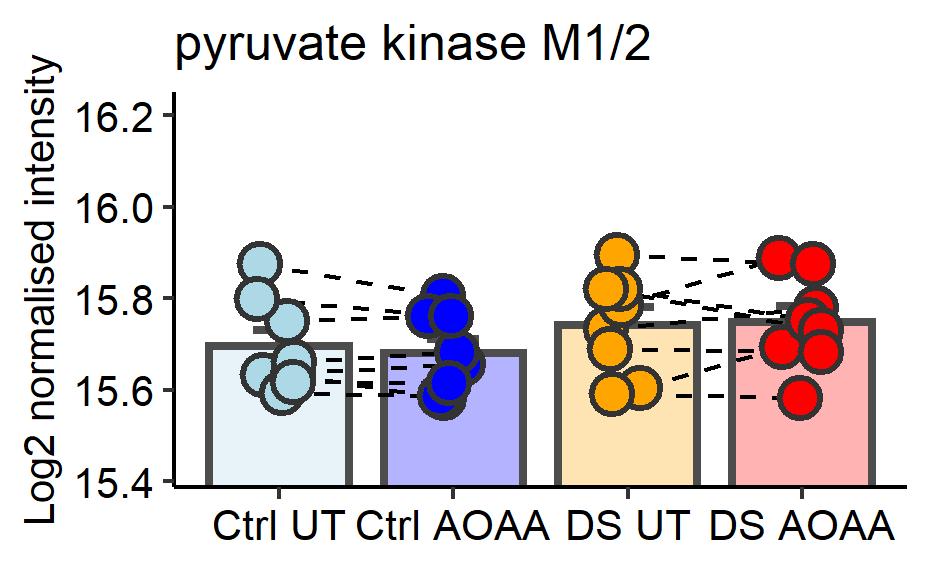 pyruvate kinase M1/2
Log2 normalised intensity
16.2
16.0
15.8
15.6
15.4
Ctrl UT Ctrl AOAA DS UT DS AOAA